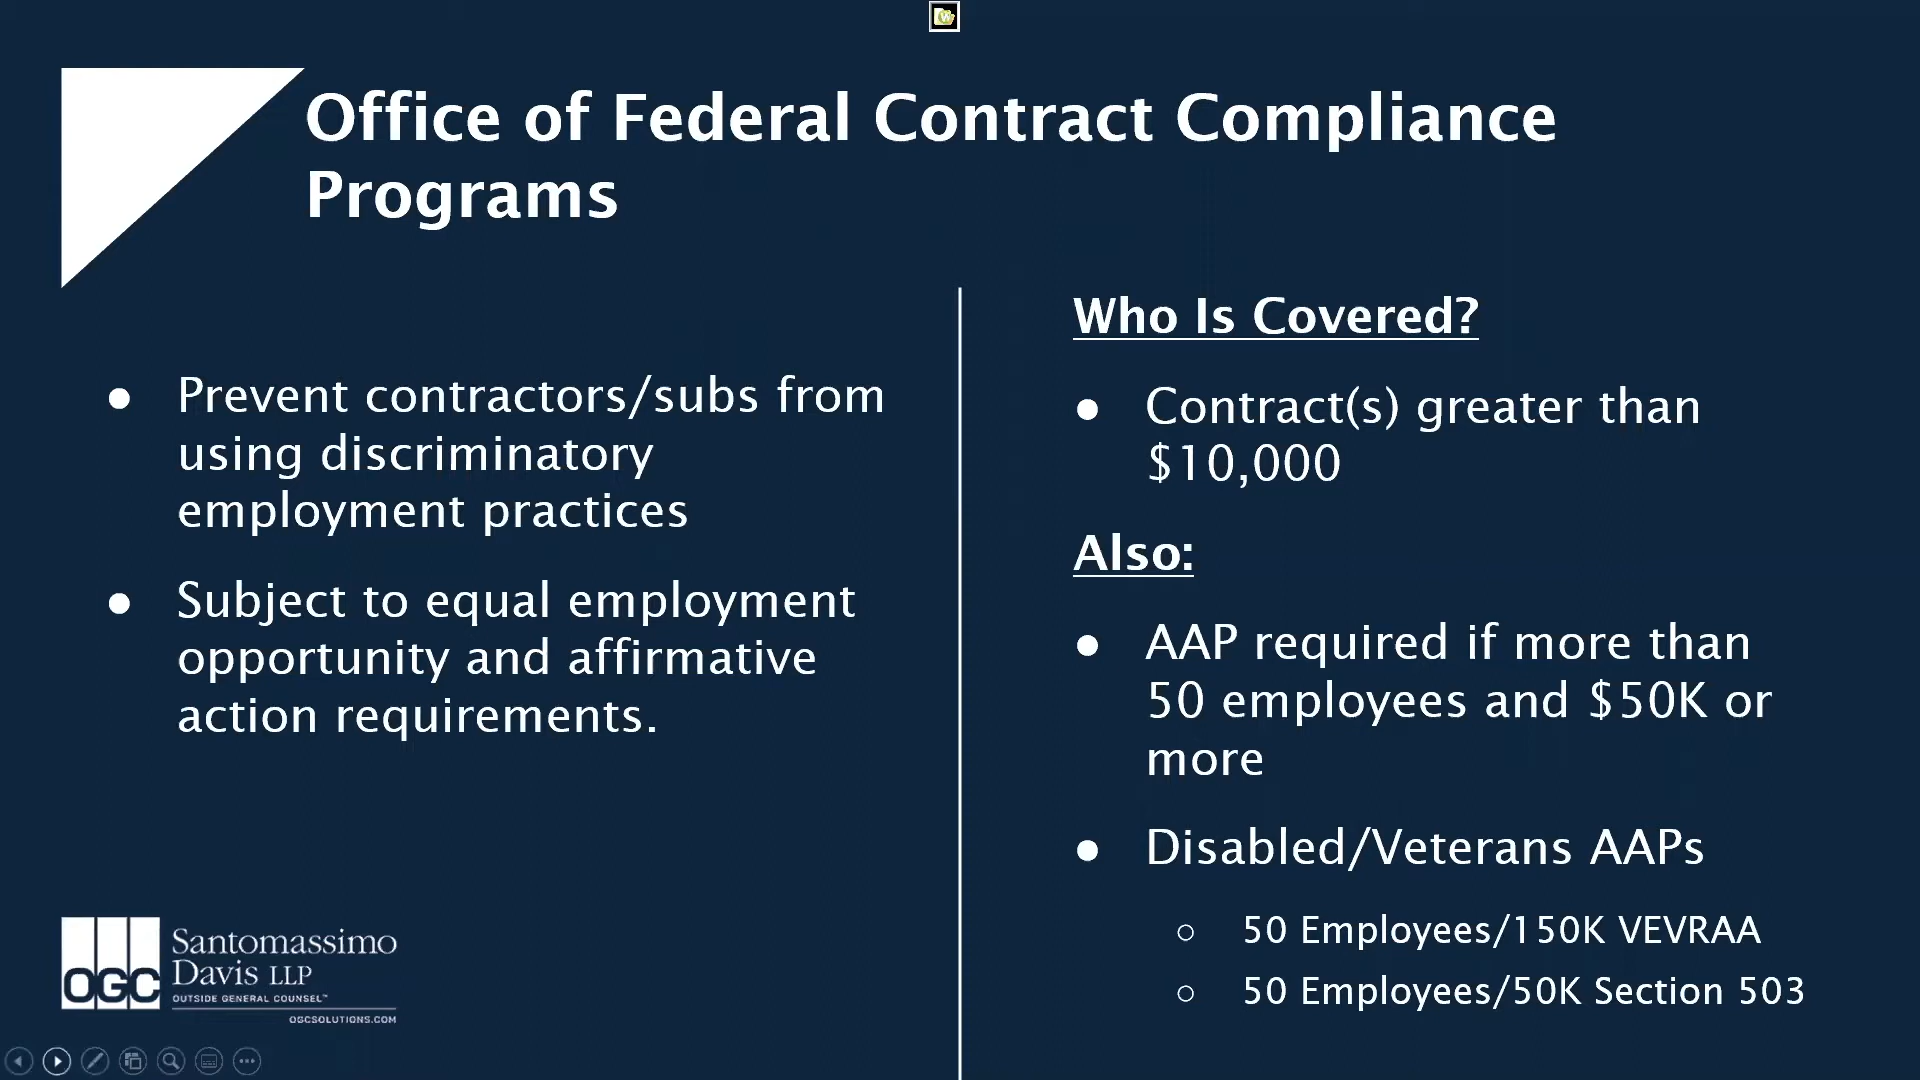 Office of Federal Contract Compliance
Programs
● Prevent contractors/subs from
using discriminatory
employment practices
● Subject to equal employment
opportunity and affirmative
action requirements.
Who Is Covered?
● Contract(s) greater than
$10,000
Also:
● AAP required if more than
50 employees and $50K or
more
● Disabled/Veterans AAPs
○ 50 Employees/150K VEVRAA
○ 50 Employees/50K Section 503
OGC
Santomassimo
Davis LLP
OUTSIDE GENERAL COUNSEL™
OGCSOLUTIONS.COM